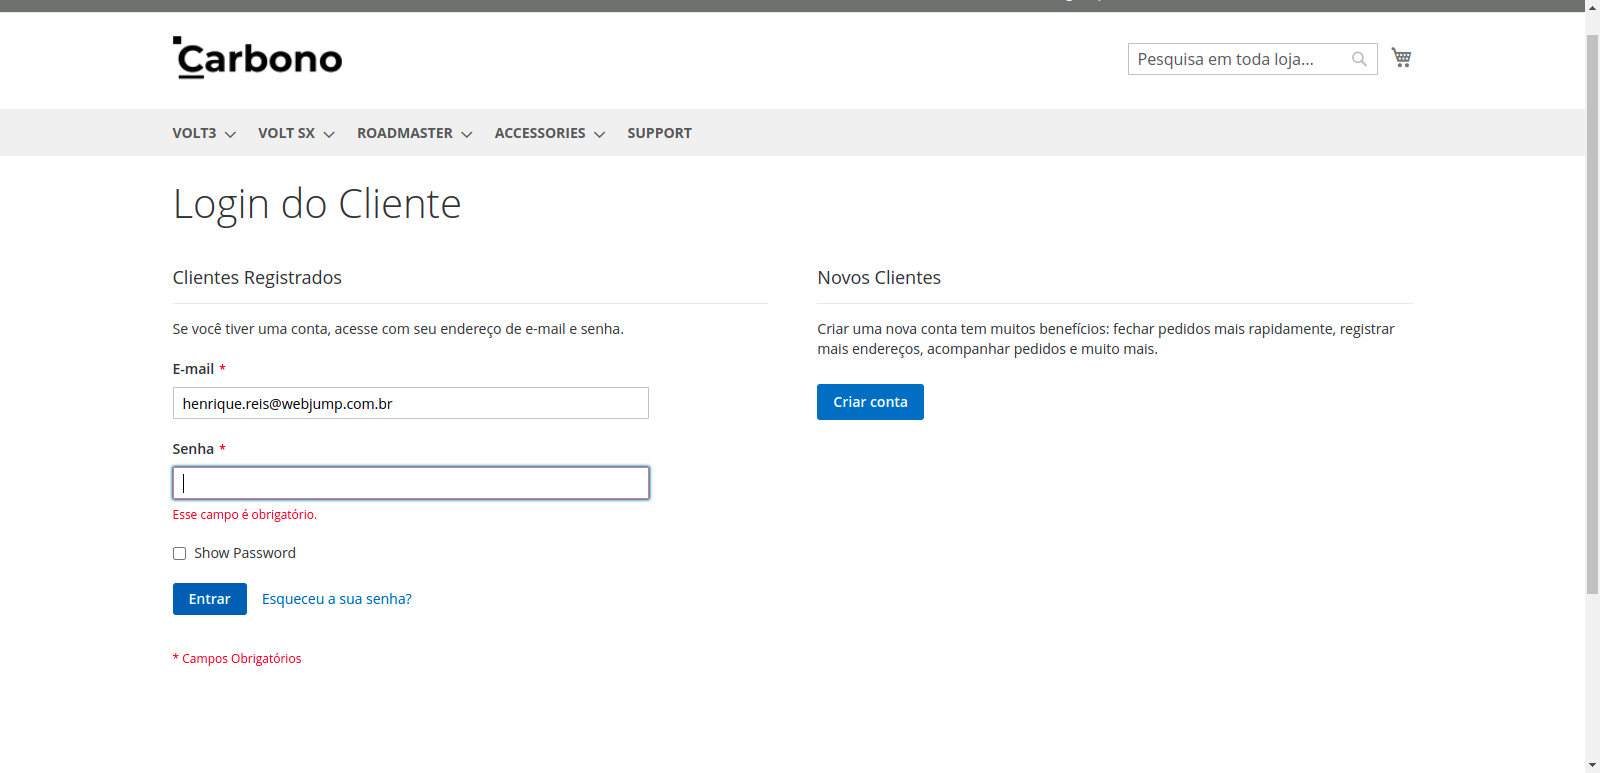 Carbono
Pesquisa em toda loja...
VOLT3 VOLT SX ROADMASTER ACCESSORIES SUPPORT
Login do Cliente
Clientes Registrados
Se você tiver uma conta, acesse com seu endereço de e-mail e senha.
E-mail *
henrique.reis@webjump.com.br
Senha *
Esse campo é obrigatório.
Show Password
Entrar Esqueceu a sua senha?
* Campos Obrigatórios
Novos Clientes
Criar uma nova conta tem muitos benefícios: fechar pedidos mais rapidamente, registrar
mais endereços, acompanhar pedidos e muito mais.
Criar conta